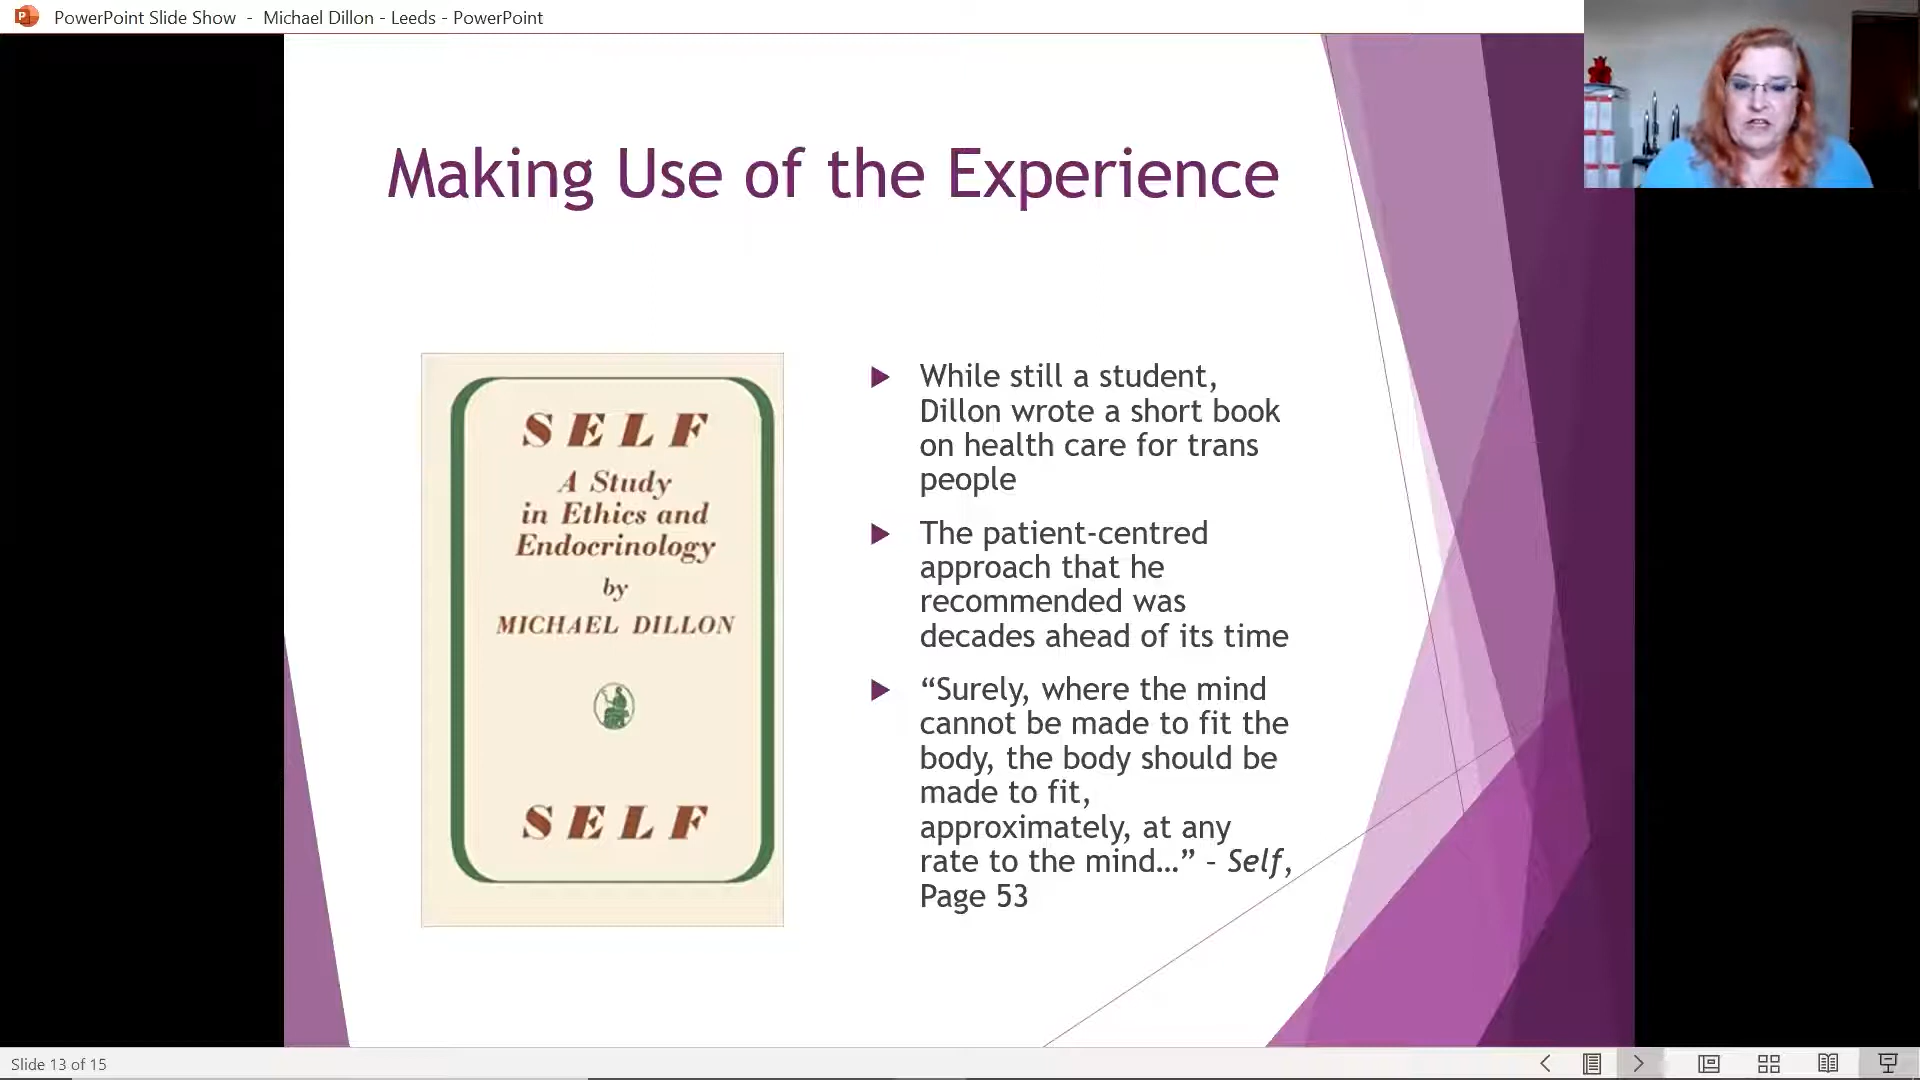 PowerPoint Slide Show - Michael Dillon - Leeds - PowerPoint
Making Use of the Experience
SELF
A Study
in Ethics and
Endocrinology
by
MICHAEL DILLON
SELF
While still a student,
Dillon wrote a short book
on health care for trans
people
The patient-centred
approach that he
recommended was
decades ahead of its time
“Surely, where the mind
cannot be made to fit the
body, the body should be
made to fit,
approximately, at any
rate to the mind…” – Self,
Page 53
Slide 13 of 15